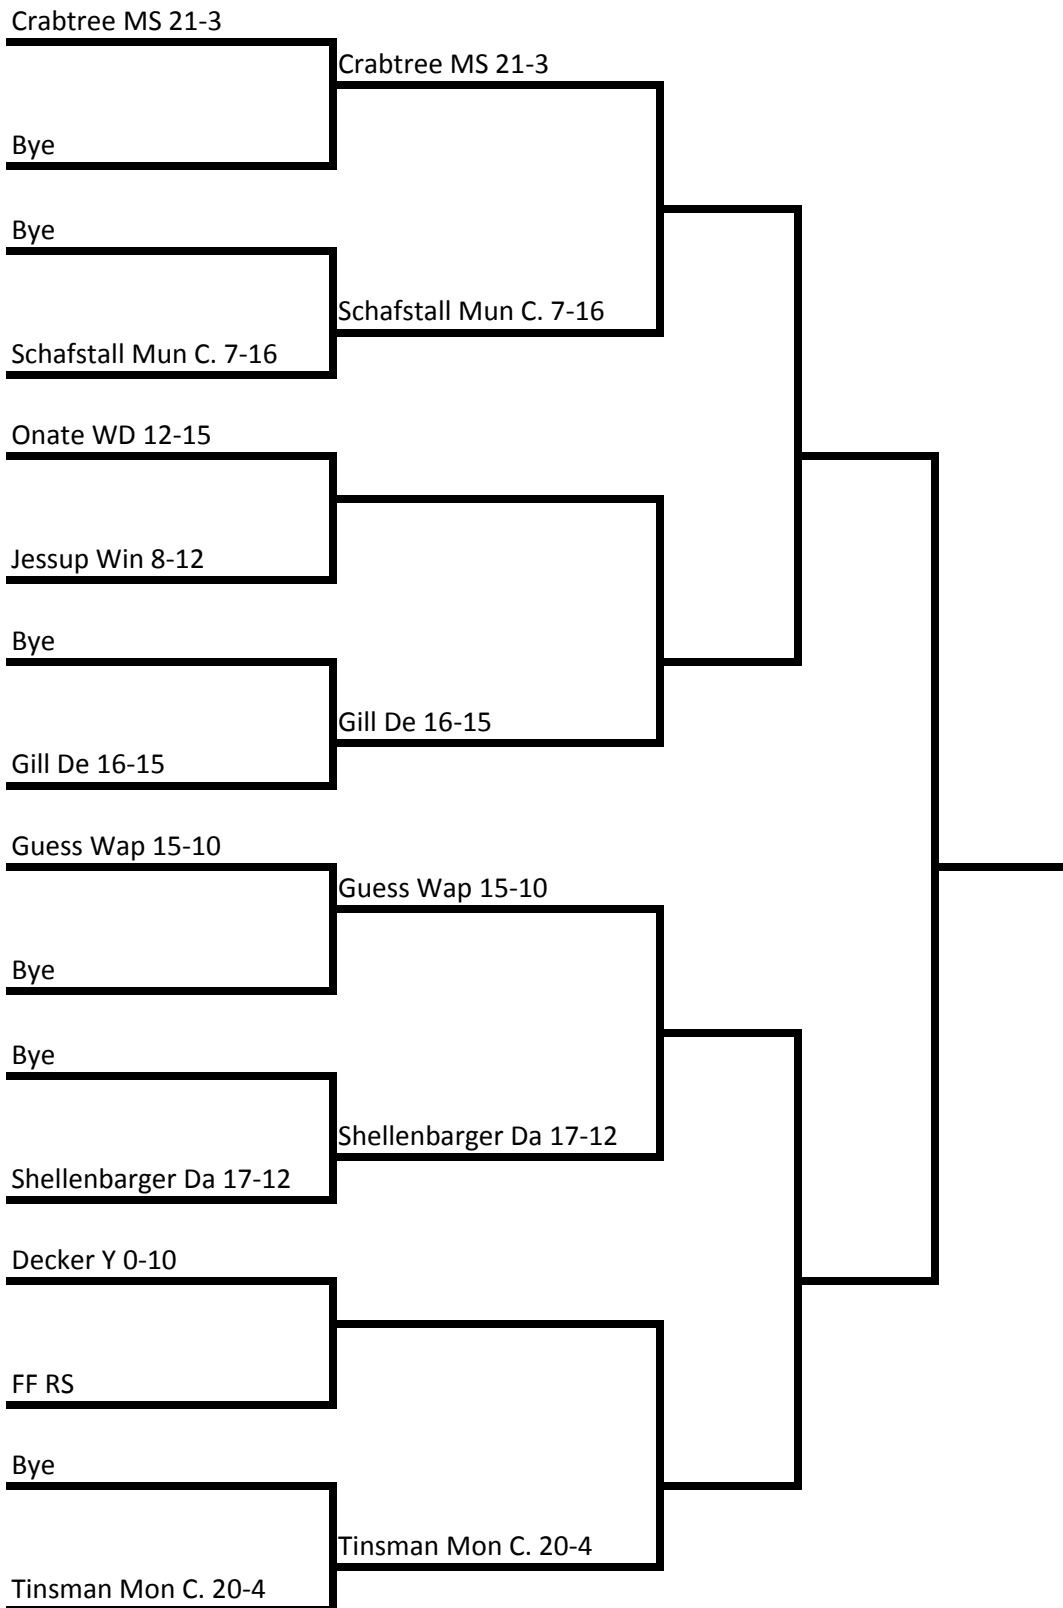 Crabtree MS 21-3
Crabtree MS 21-3
Bye
Bye
Schafstall Mun C. 7-16
Schafstall Mun C. 7-16
Onate WD 12-15
Jessup Win 8-12
Bye
Gill De 16-15
Gill De 16-15
Guess Wap 15-10
Guess Wap 15-10
Bye
Bye
Shellenbarger Da 17-12
Shellenbarger Da 17-12
Decker Y 0-10
FF RS
Bye
Tinsman Mon C. 20-4
Tinsman Mon C. 20-4